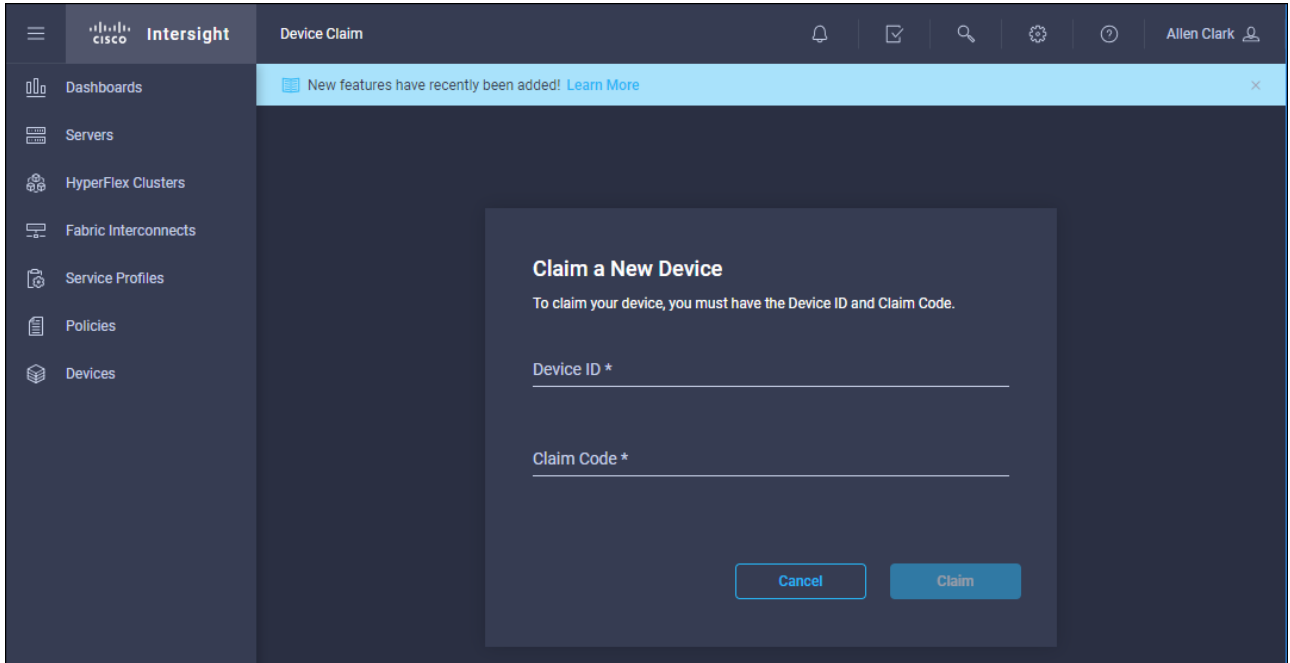 CISCO Intersight
Device Claim
Allen Clark
Dashboards
Servers
HyperFlex Clusters
Fabric Interconnects
Service Profiles
Policies
Devices
New features have recently been added! Learn More
Claim a New Device
To claim your device, you must have the Device ID and Claim Code.
Device ID *
Claim Code *
Cancel
Claim